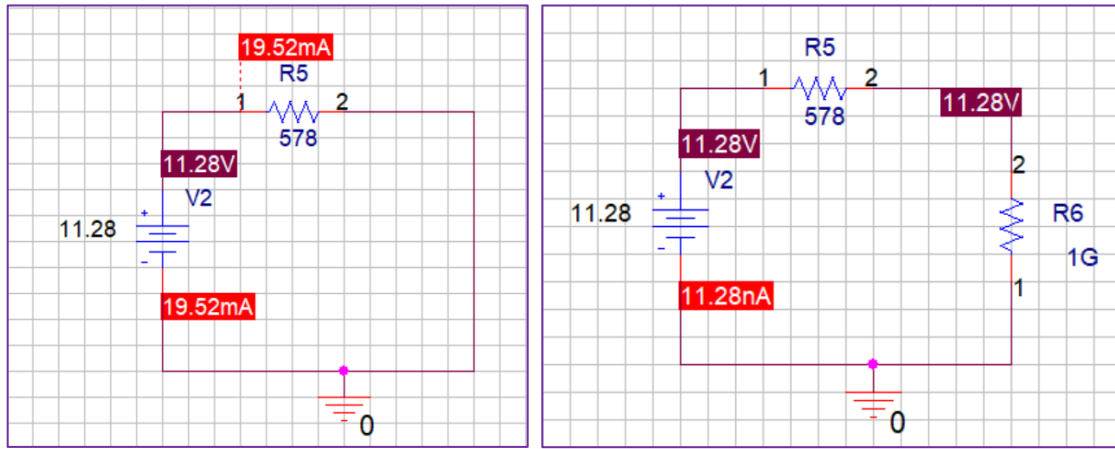 19.52mA
R5
1 2
578
11.28V
V2
+
11.28
-
19.52mA
0
R5
1 2
578
11.28V
11.28V
V2
2
+
11.28
R6
-
1G
11.28nA
1
0